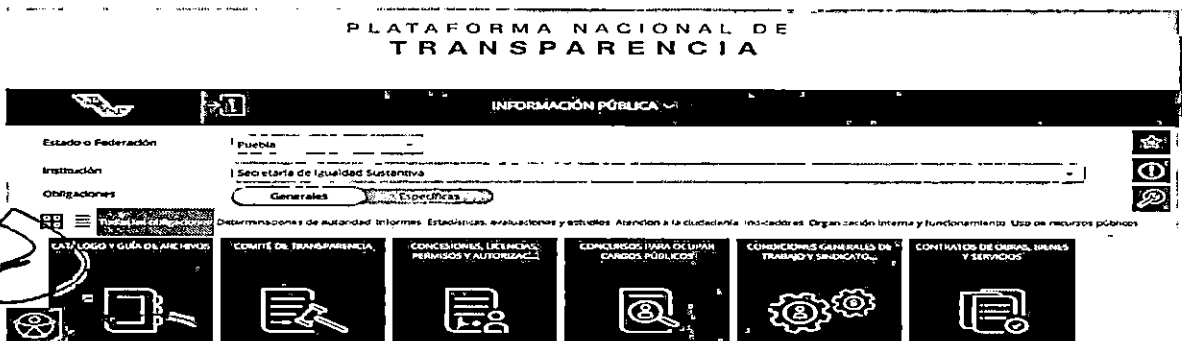 PLATAFORMA NACIONAL DE
TRANSPARENCIA
INFORMACIÓN PÚBLICA
Estado o Federación
Puebla
Institución
Secretaría de Igualdad Sustantiva
Obligaciones
Generales
Específicas
Determinaciones de autoridad Informes Estadísticas, evaluaciones y estudios Atención a la ciudadanía Indicadores Organización interna y funcionamiento Uso de recursos públicos
CATÁLOGO Y GUÍA DE ARCHIVOS
COMITÉ DE TRANSPARENCIA
CONCESIONES, LICENCIAS,
PERMISOS Y AUTORIZAC...
CONCURSOS PARA OCUPAR
CARGOS PÚBLICOS
CONDICIONES GENERALES DE
TRABAJO Y SINDICATO...
CONTRATOS DE OBRAS, BIENES
Y SERVICIOS